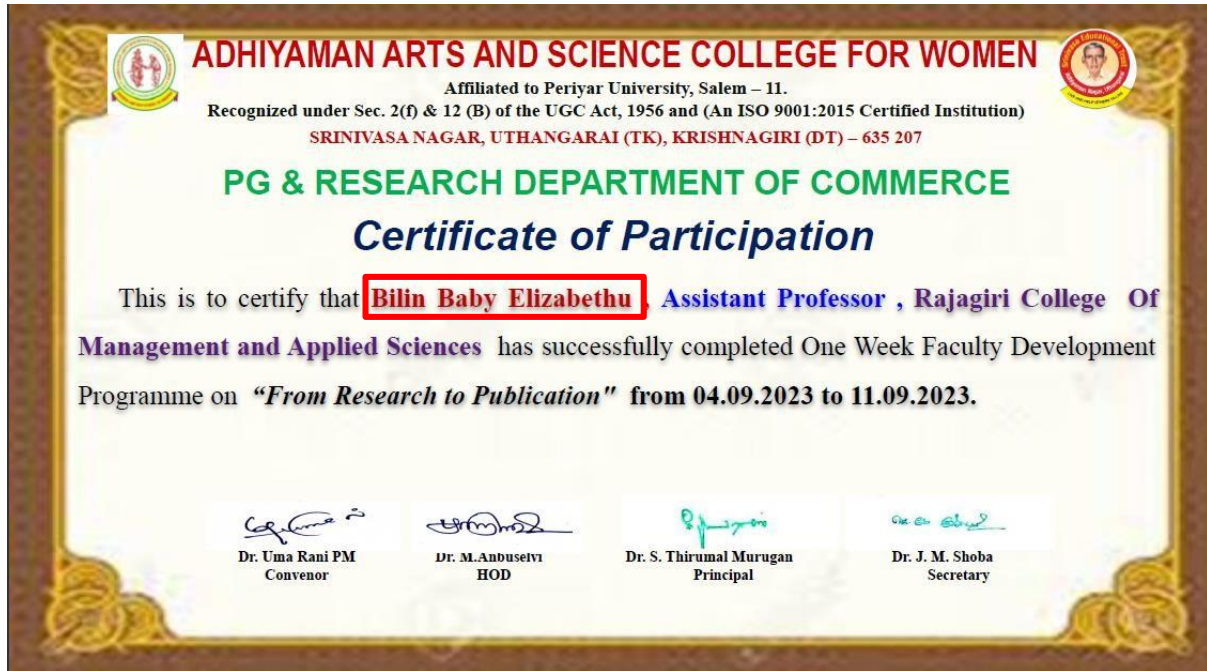 ADHIYAMAN ARTS AND SCIENCE COLLEGE FOR WOMEN
Affiliated to Periyar University, Salem – 11.
Recognized under Sec. 2(f) & 12 (B) of the UGC Act, 1956 and (An ISO 9001:2015 Certified Institution)
SRINIVASA NAGAR, UTHANGARAI (TK), KRISHNAGIRI (DT) – 635 207
PG & RESEARCH DEPARTMENT OF COMMERCE
Certificate of Participation
This is to certify that Bilin Baby Elizabethu , Assistant Professor , Rajagiri College Of
Management and Applied Sciences has successfully completed One Week Faculty Development
Programme on “From Research to Publication" from 04.09.2023 to 11.09.2023.
Dr. Uma Rani PM Dr. M.Anbuselvi Dr. S. Thirumal Murugan Dr. J. M. Shoba
Convenor HOD Principal Secretary